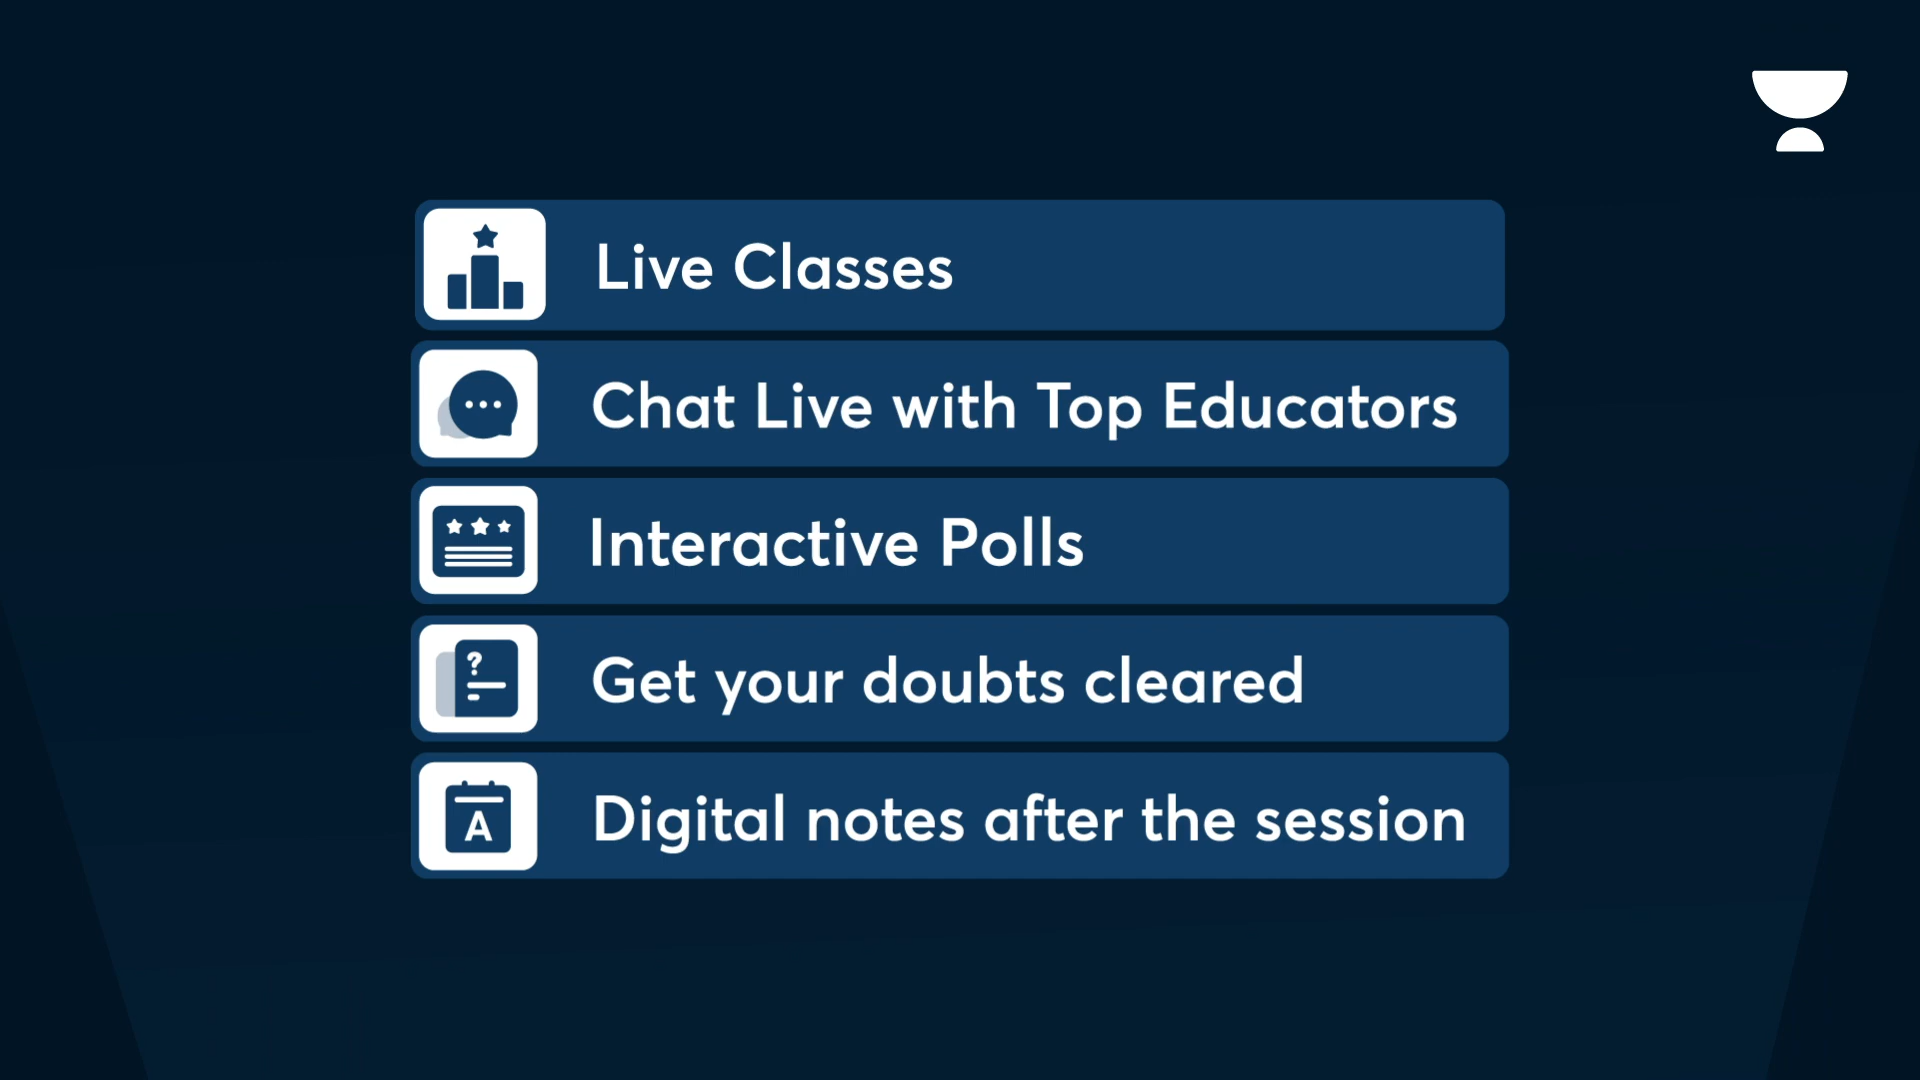 Live Classes
Chat Live with Top Educators
Interactive Polls
Get your doubts cleared
Digital notes after the session